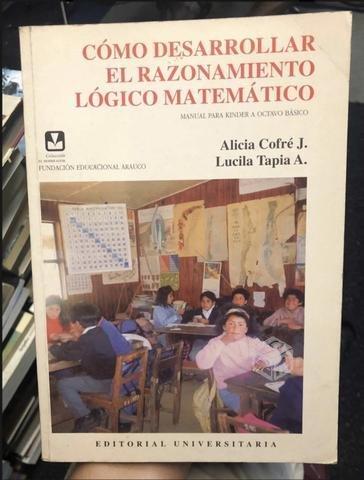 CÓMO DESARROLLAR
EL RAZONAMIENTO
LÓGICO MATEMÁTICO
MANUAL PARA KINDER A OCTAVO BÁSICO
Alicia Cofré J.
Lucila Tapia A.
Colección
FUNDACIÓN EDUCACIONAL ARAUCO
EDITORIAL UNIVERSITARIA